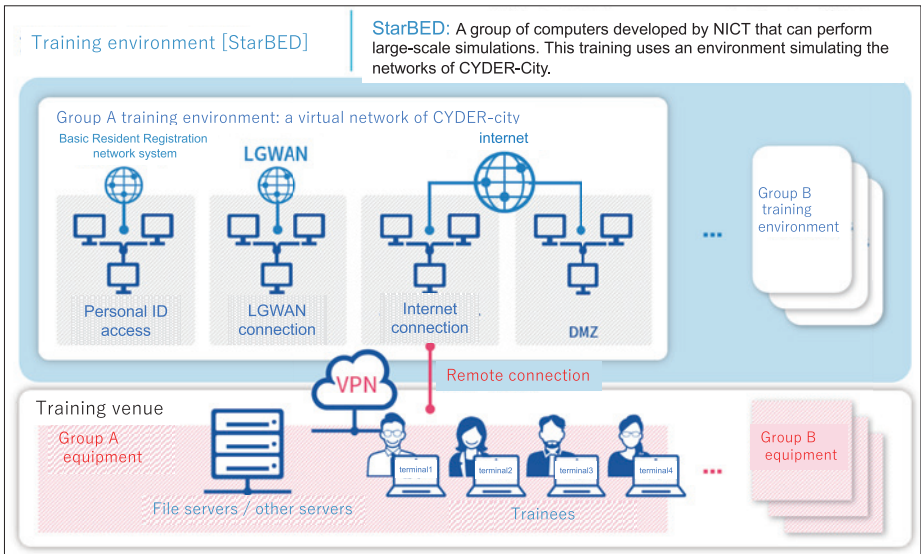 Training environment [StarBED]
StarBED: A group of computers developed by NICT that can perform
large-scale simulations. This training uses an environment simulating the
networks of CYDER-City.
Group A training environment: a virtual network of CYDER-city
Basic Resident Registration
network system
LGWAN
internet
Personal ID
access
LGWAN
connection
Internet
connection
DMZ
...
Group B
training
environment
VPN
Remote connection
Training venue
Group A
equipment
File servers / other servers
terminal1
terminal2
terminal3
terminal4
Trainees
...
Group B
equipment